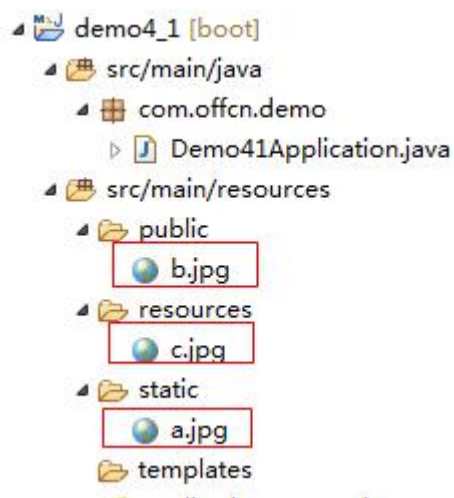 demo4_1 [boot]
src/main/java
com.offcn.demo
J Demo41Application.java
src/main/resources
public
b.jpg
resources
c.jpg
static
a.jpg
templates